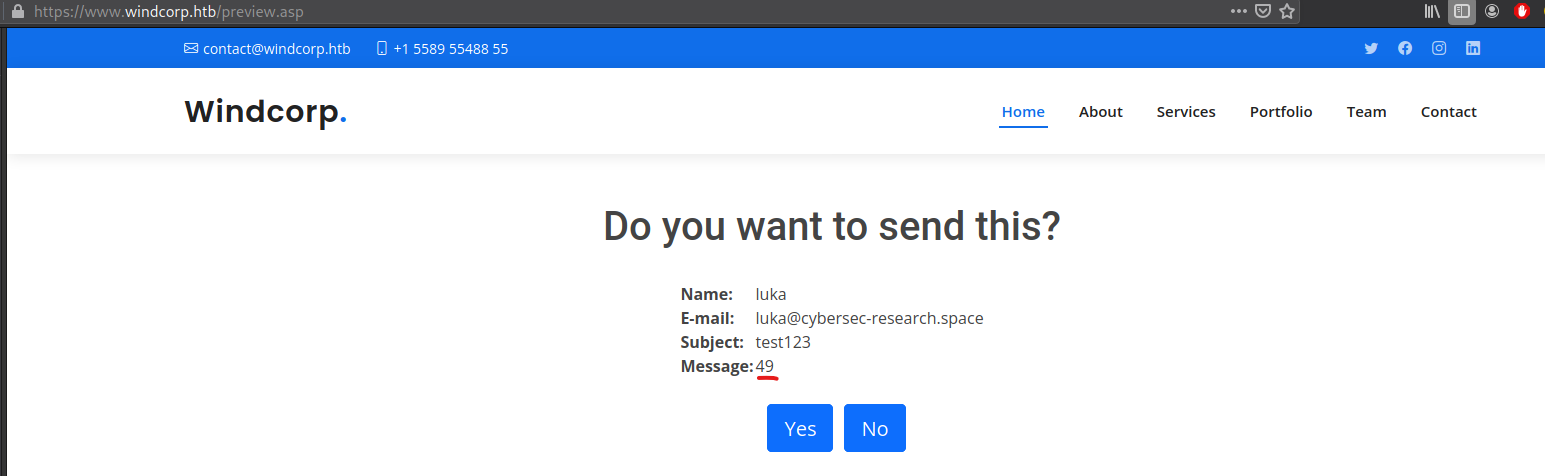 https://www.windcorp.htb/preview.asp
contact@windcorp.htb +1 5589 55488 55
Windcorp.
Home About Services Portfolio Team Contact
Do you want to send this?
Name: luka
E-mail: luka@cybersec-research.space
Subject: test123
Message: 49
Yes No